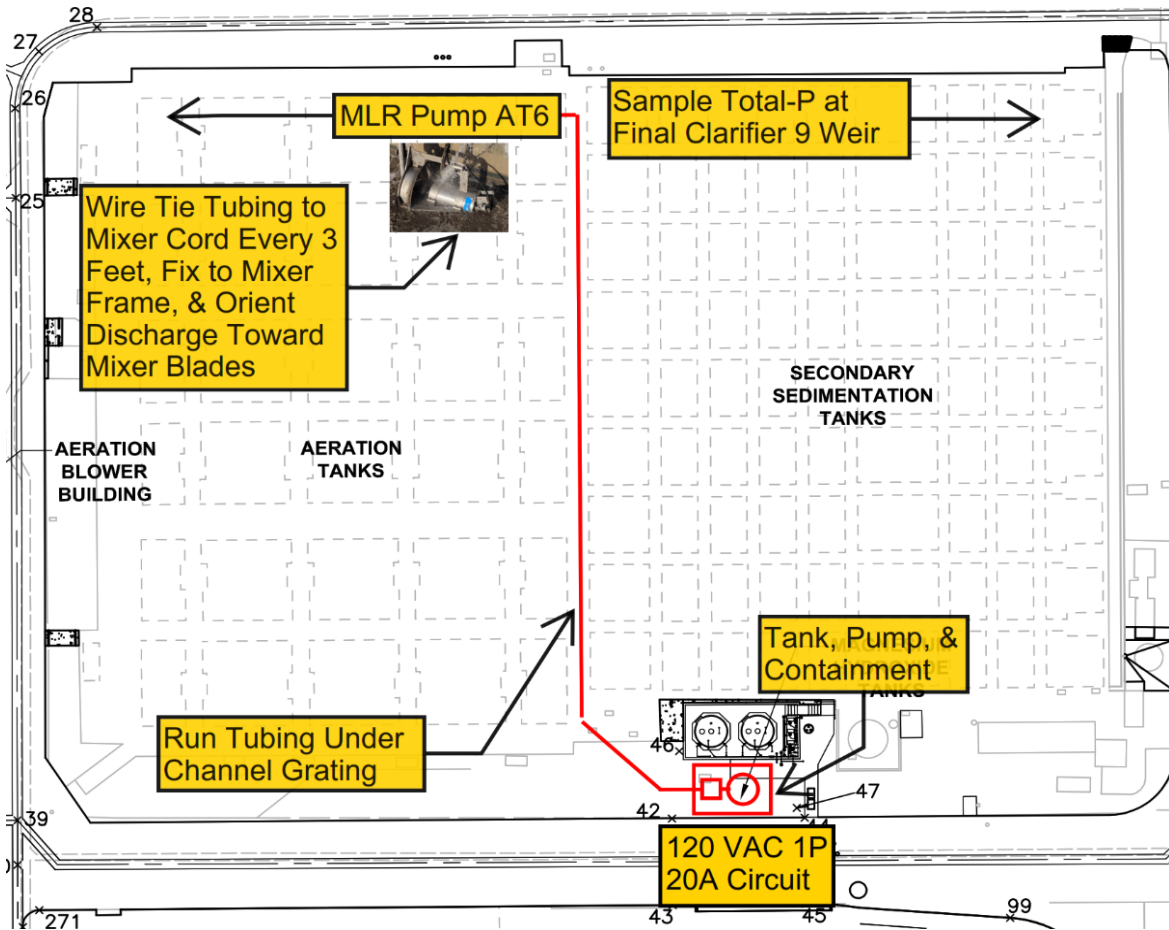 28
27
26
25
MLR Pump AT6
Sample Total-P at
Final Clarifier 9 Weir
Wire Tie Tubing to
Mixer Cord Every 3
Feet, Fix to Mixer
Frame, & Orient
Discharge Toward
Mixer Blades
SECONDARY
SEDIMENTATION
TANKS
AERATION
BLOWER
BUILDING
AERATION
TANKS
Tank, Pump, &
Containment
MAGNESIUM
HYDROXIDE
TANKS
Run Tubing Under
Channel Grating
46
47
39
42
120 VAC 1P
20A Circuit
43
45
271
99